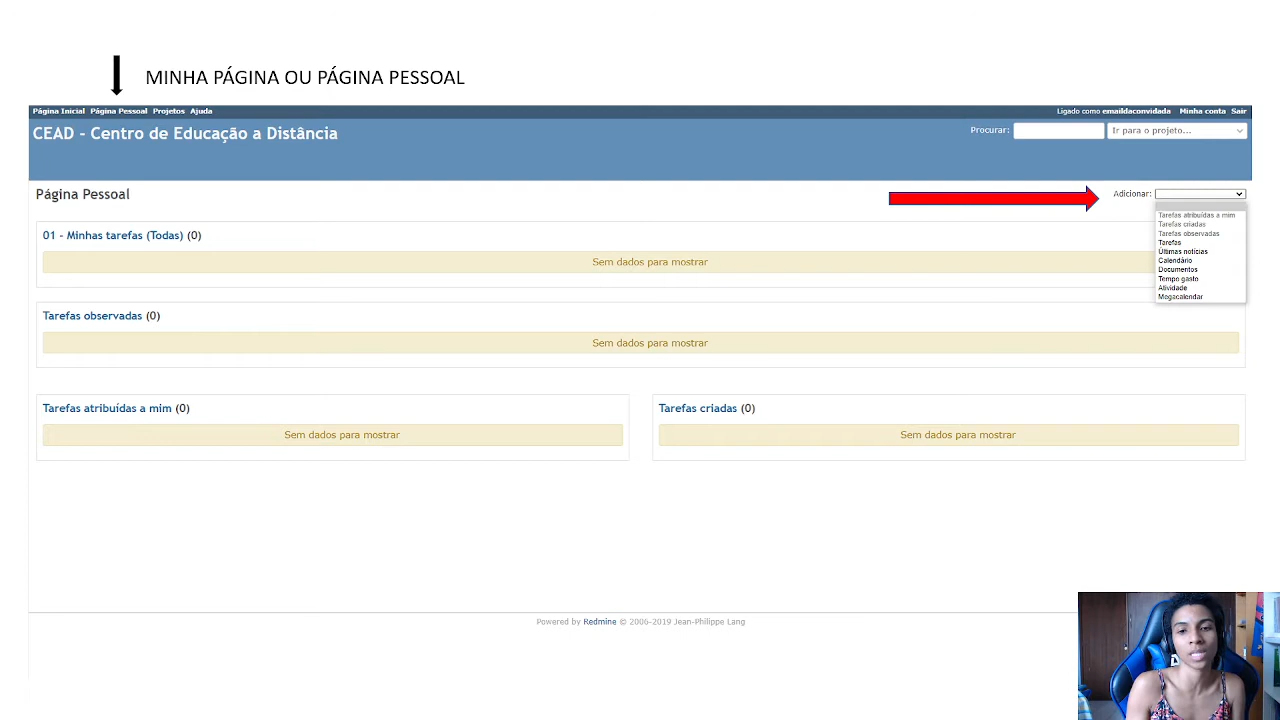 MINHA PÁGINA OU PÁGINA PESSOAL
Página Inicial Página Pessoal Projetos Ajuda
Ligado como emaildaconvidada Minha conta Sair
CEAD - Centro de Educação a Distância
Procurar: Ir para o projeto...
Página Pessoal
Adicionar:
Tarefas atribuídas a mim
Tarefas criadas
Tarefas observadas
Tarefas
Últimas notícias
Calendário
Documentos
Tempo gasto
Atividade
Megacalendar
01 - Minhas tarefas (Todas) (0)
Sem dados para mostrar
Tarefas observadas (0)
Sem dados para mostrar
Tarefas atribuídas a mim (0)
Sem dados para mostrar
Tarefas criadas (0)
Sem dados para mostrar
Powered by Redmine © 2006-2019 Jean-Philippe Lang